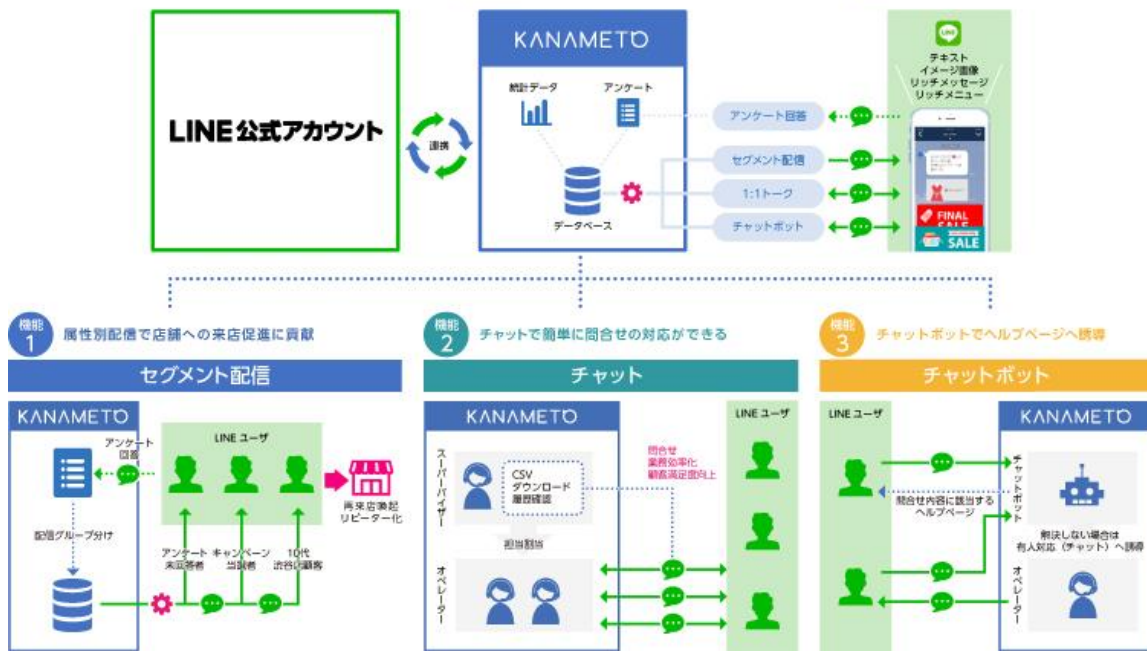 LINE公式アカウント
連携
KANAMETO
統計データ
アンケート
データベース
アンケート回答
セグメント配信
1:1トーク
チャットボット
LINE
テキスト
イメージ画像
リッチメッセージ
リッチメニュー
FINAL
SALE
SALE
機能
1
属性別配信で店舗への来店促進に貢献
セグメント配信
KANAMETO
アンケート
回答
LINE ユーザ
再来店喚起
リピーター化
配信グループ分け
アンケート
未回答者
キャンペーン
当選者
10代
渋谷店顧客
機能
2
チャットで簡単に問合せの対応ができる
チャット
KANAMETO
LINE ユーザ
スーパーバイザー
CSV
ダウンロード
履歴確認
問合せ
業務効率化
顧客満足度向上
担当割当
オペレーター
機能
3
チャットボットでヘルプページへ誘導
チャットボット
LINE ユーザ
KANAMETO
チャットボット
問合せ内容に該当する
ヘルプページ
解決しない場合は
有人対応（チャット）へ誘導
オペレーター